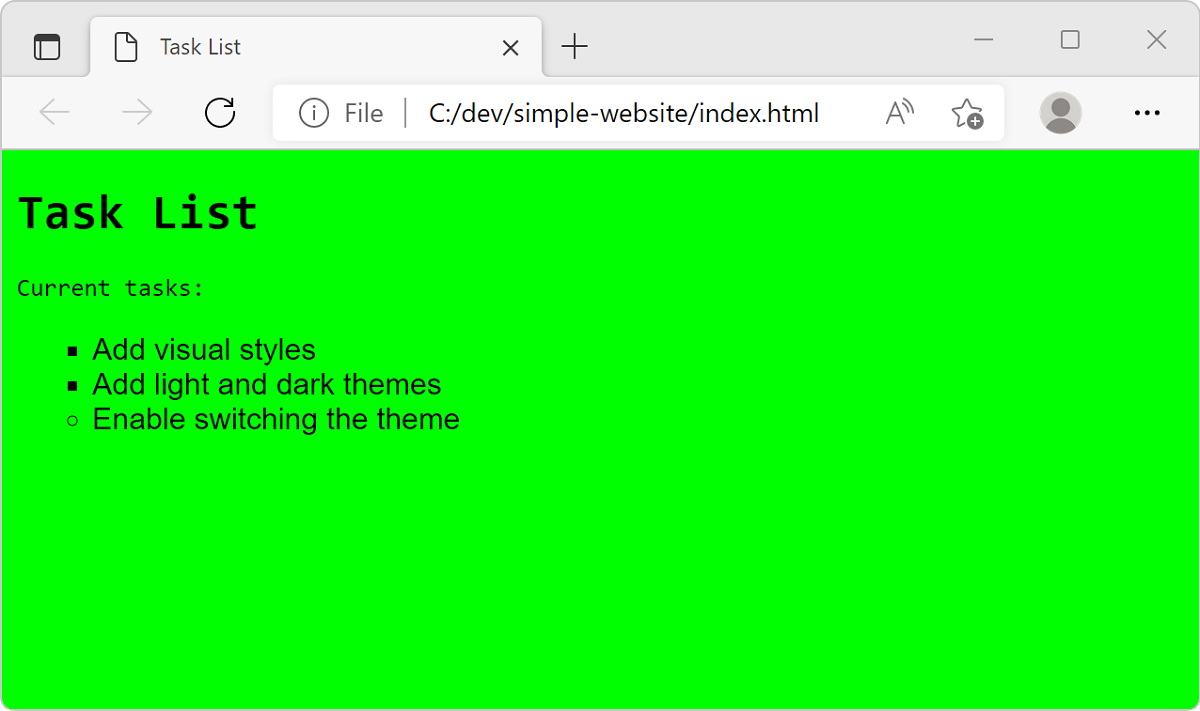 Task List
File
C:/dev/simple-website/index.html
Task List
Current tasks:
Add visual styles
Add light and dark themes
Enable switching the theme